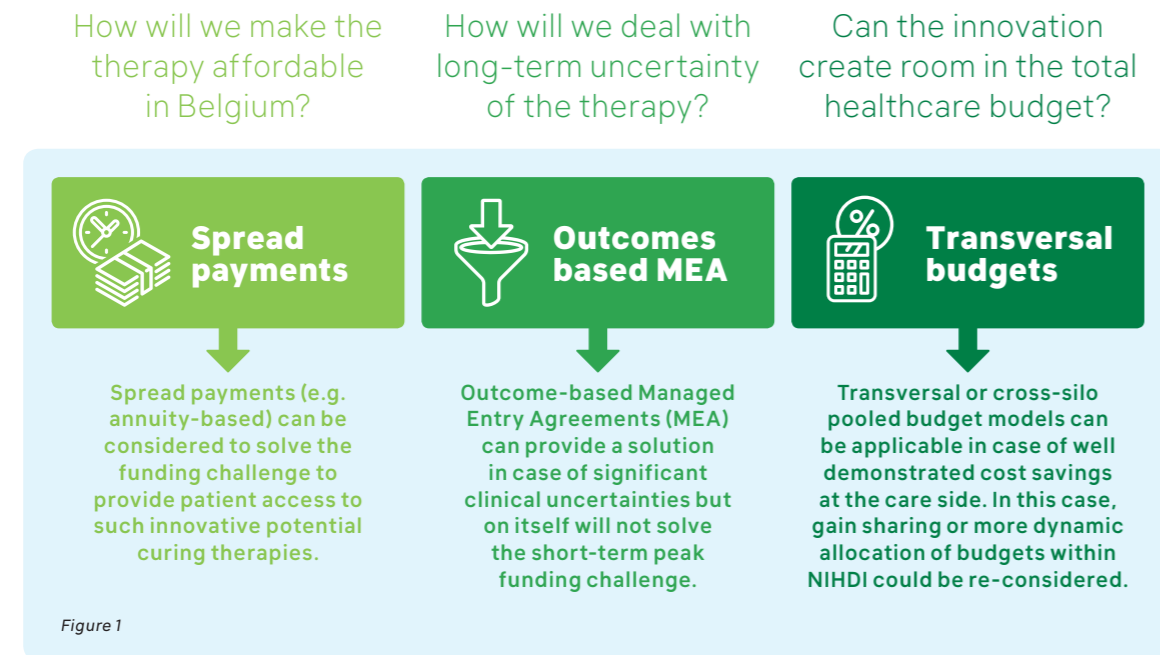 How will we make the
therapy affordable
in Belgium?
How will we deal with
long-term uncertainty
of the therapy?
Can the innovation
create room in the total
healthcare budget?
Spread
payments
Outcomes
based MEA
%
Transversal
budgets
Spread payments (e.g.
annuity-based) can be
considered to solve the
funding challenge to
provide patient access to
such innovative potential
curing therapies.
Outcome-based Managed
Entry Agreements (MEA)
can provide a solution
in case of significant
clinical uncertainties but
on itself will not solve
the short-term peak
funding challenge.
Transversal or cross-silo
pooled budget models can
be applicable in case of well
demonstrated cost savings
at the care side. In this case,
gain sharing or more dynamic
allocation of budgets within
NIHDI could be re-considered.
Figure 1